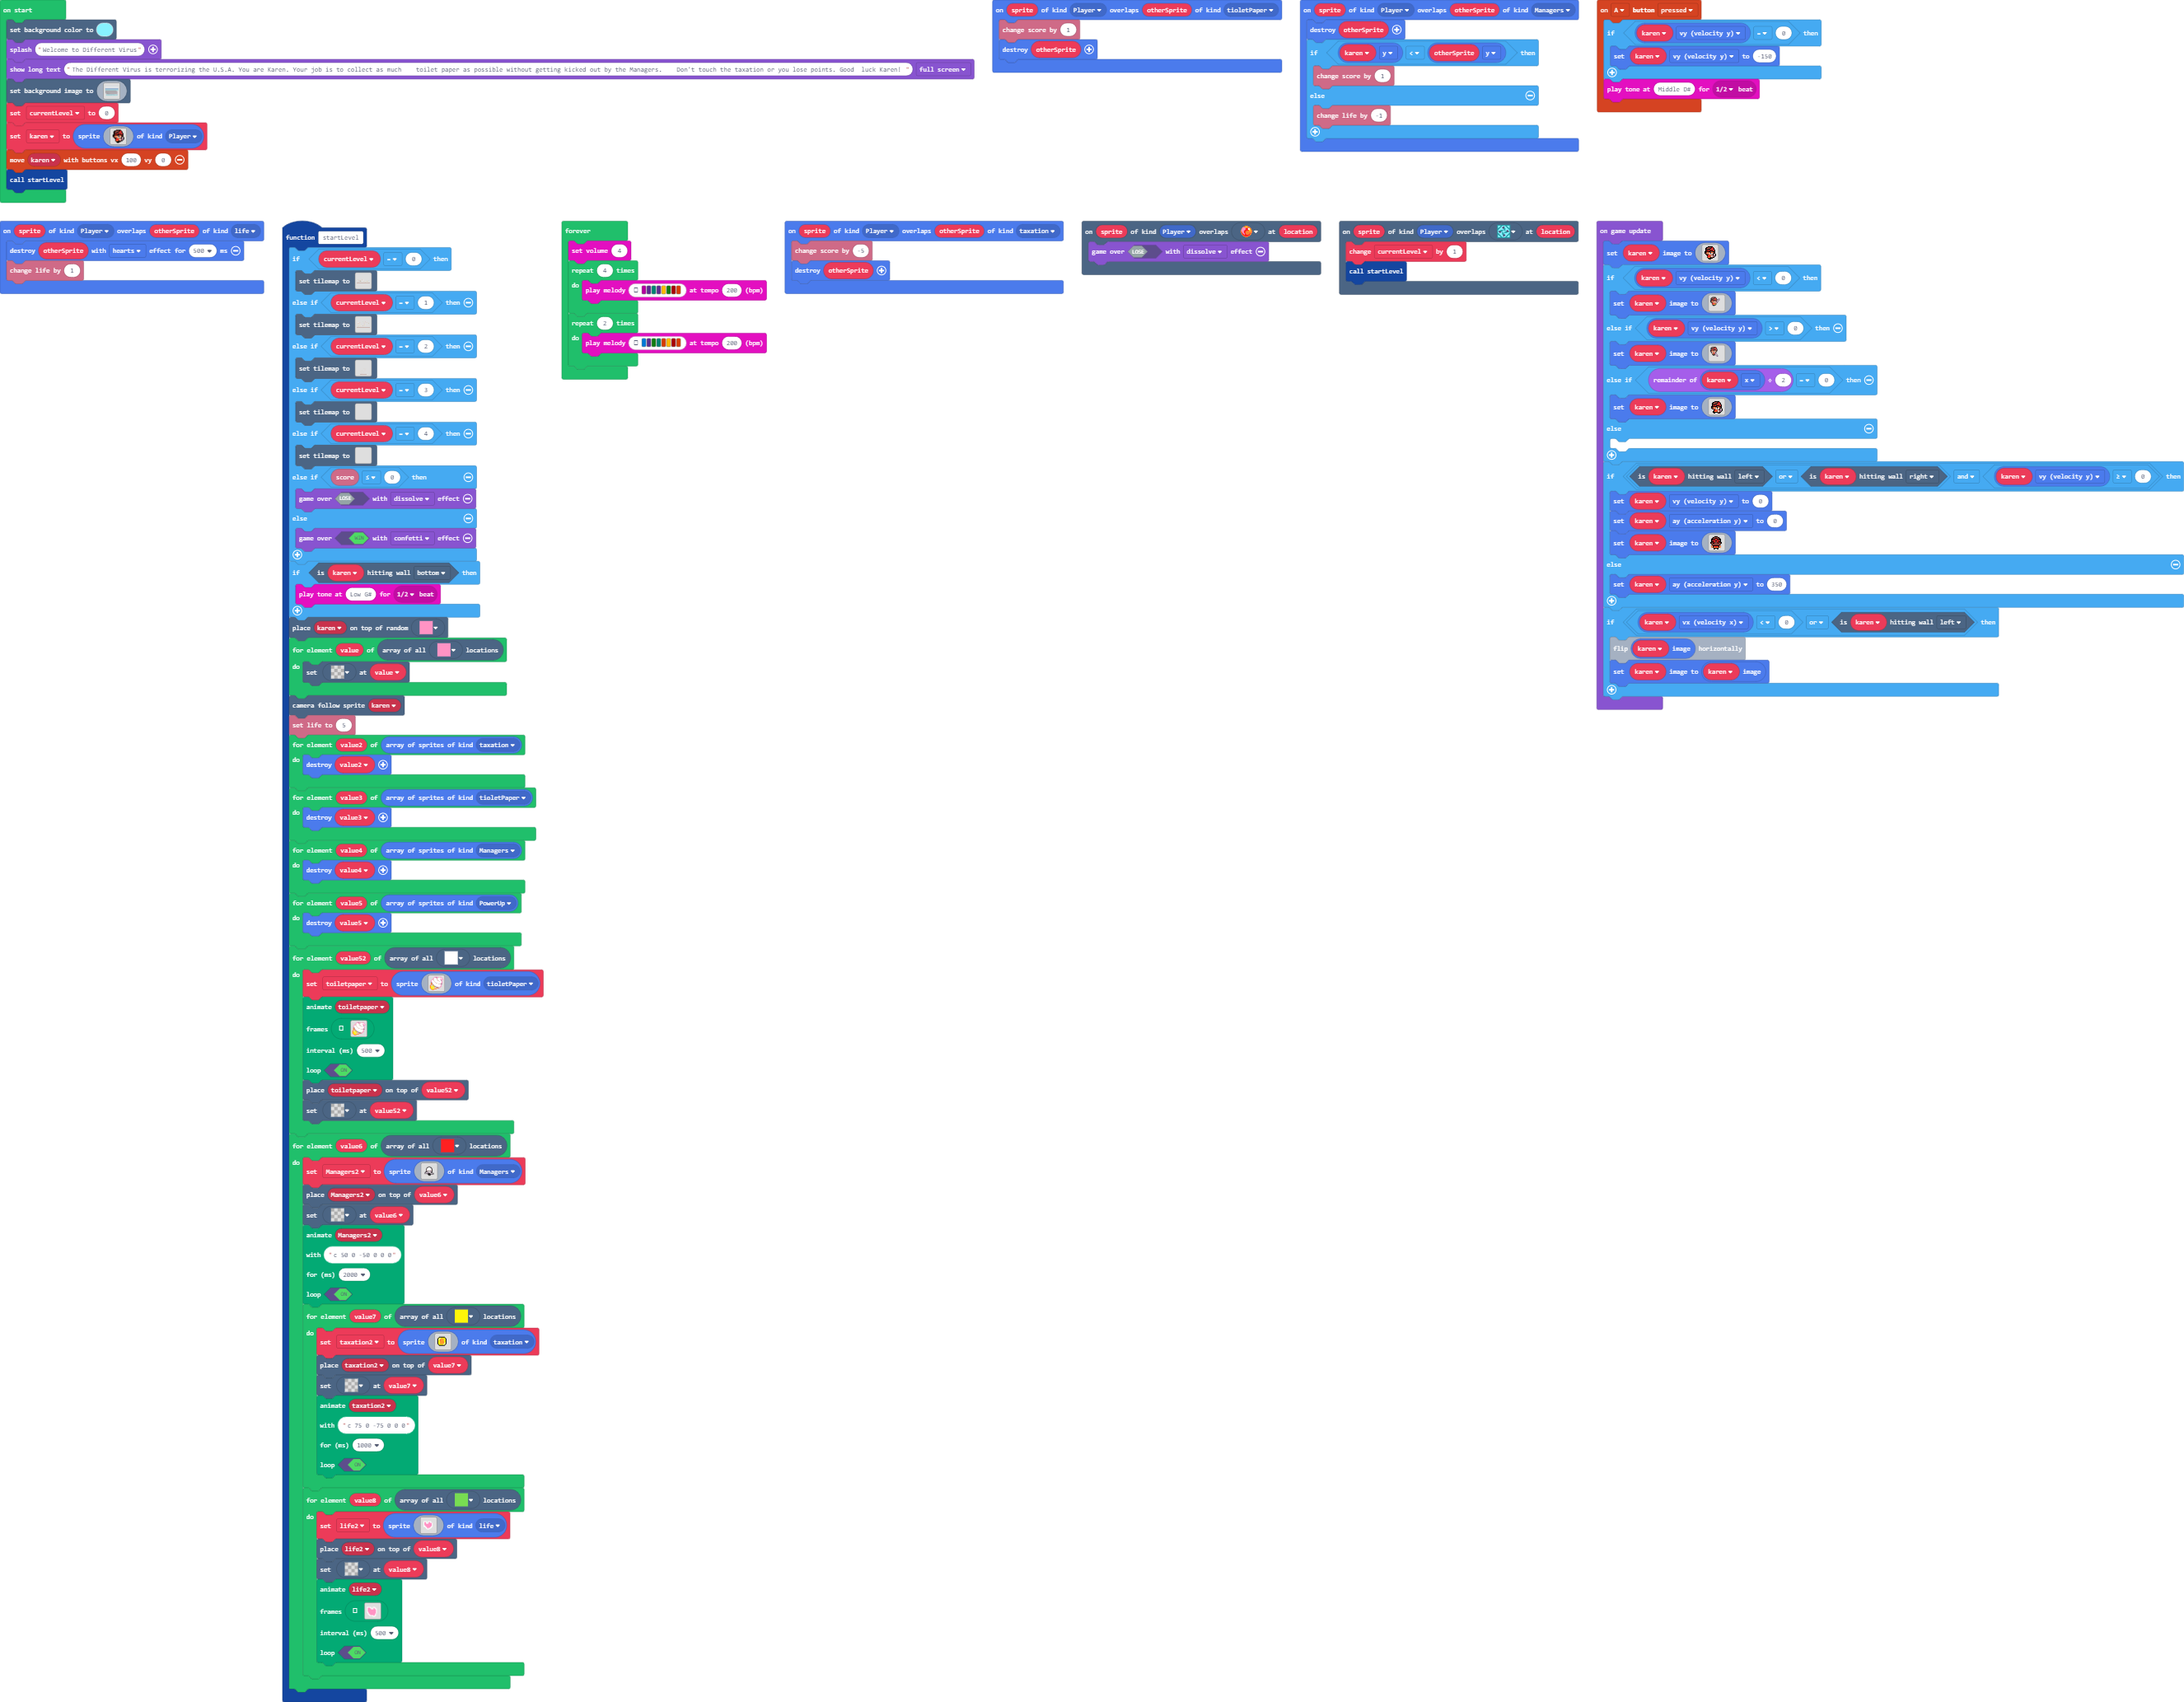 on start
set background color to
splash "Welcome to Different Virus"
show long text "The Different Virus is terrorizing the U.S.A. You are Karen. Your job is to collect as much toilet paper as possible without getting kicked out by the Managers. Don't touch the taxation or you lose points. Good luck Karon! " full screen
set background image to
set currentLevel to 0
set karen to sprite of kind Player
move karen with buttons vx 100 vy 0
call startLevel
on sprite of kind Player overlaps otherSprite of kind tioletPaper
change score by 1
destroy otherSprite
on sprite of kind Player overlaps otherSprite of kind Managers
destroy otherSprite
if karen y < otherSprite y then
change score by 1
else
change life by -1
on A button pressed
if karen vy (velocity y) = 0 then
set karen vy (velocity y) to -150
play tone at Middle D# for 1/2 beat
on sprite of kind Player overlaps otherSprite of kind life
destroy otherSprite with hearts effect for 500 ms
change life by 1
function startLevel
if currentLevel = 0 then
set tilemap to
else if currentLevel = 1 then
set tilemap to
else if currentLevel = 2 then
set tilemap to
else if currentLevel = 3 then
set tilemap to
else if currentLevel = 4 then
set tilemap to
else if score ≤ 0 then
game over LOSE with dissolve effect
else
game over WIN with confetti effect
if is karen hitting wall bottom then
play tone at Low G# for 1/2 beat
place karen on top of random
for element value of array of all locations
do set at value
camera follow sprite karen
set life to 5
for element value2 of array of sprites of kind taxation
do destroy value2
for element value3 of array of sprites of kind tioletPaper
do destroy value3
for element value4 of array of sprites of kind Managers
do destroy value4
for element value5 of array of sprites of kind PowerUp
do destroy value5
for element value52 of array of all locations
do set toiletpaper to sprite of kind tioletPaper
animate toiletpaper
frames
interval (ms) 500
loop ON
place toiletpaper on top of value52
set at value52
for element value6 of array of all locations
do set Managers2 to sprite of kind Managers
place Managers2 on top of value6
set at value6
animate Managers2
with "c 50 0 -50 0 0 0"
for (ms) 2000
loop ON
for element value7 of array of all locations
do set taxation2 to sprite of kind taxation
place taxation2 on top of value7
set at value7
animate taxation2
with "c 75 0 -75 0 0 0"
for (ms) 1000
loop ON
for element value8 of array of all locations
do set life2 to sprite of kind life
place life2 on top of value8
set at value8
animate life2
frames
interval (ms) 500
loop ON
forever
set volume 4
repeat 4 times
do play melody at tempo 200 (bpm)
repeat 2 times
do play melody at tempo 200 (bpm)
on sprite of kind Player overlaps otherSprite of kind taxation
change score by -5
destroy otherSprite
on sprite of kind Player overlaps at location
game over LOSE with dissolve effect
on sprite of kind Player overlaps at location
change currentLevel by 1
call startLevel
on game update
set karen image to
if karen vy (velocity y) < 0 then
set karen image to
else if karen vy (velocity y) > 0 then
set karen image to
else if remainder of karen x ÷ 2 = 0 then
set karen image to
else
if is karen hitting wall left or is karen hitting wall right and karen vy (velocity y) ≥ 0 then
set karen vy (velocity y) to 0
set karen ay (acceleration y) to 0
set karen image to
else
set karen ay (acceleration y) to 350
if karen vx (velocity x) < 0 or is karen hitting wall left then
flip karen image horizontally
set karen image to karen image